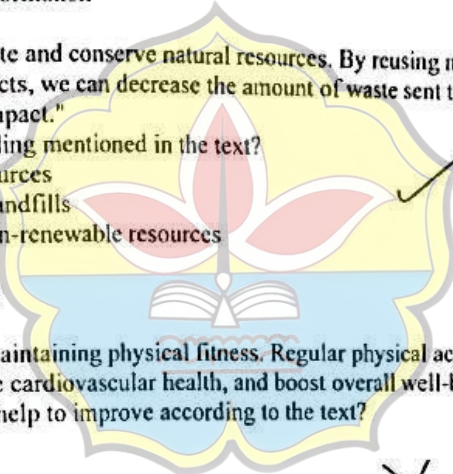 te and conserve natural resources. By reusing
cts, we can decrease the amount of waste sent t
npact."
ling mentioned in the text?
urces
andfills
n-renewable resources
aintaining physical fitness. Regular physical ac
e cardiovascular health, and boost overall well-b
help to improve according to the text?